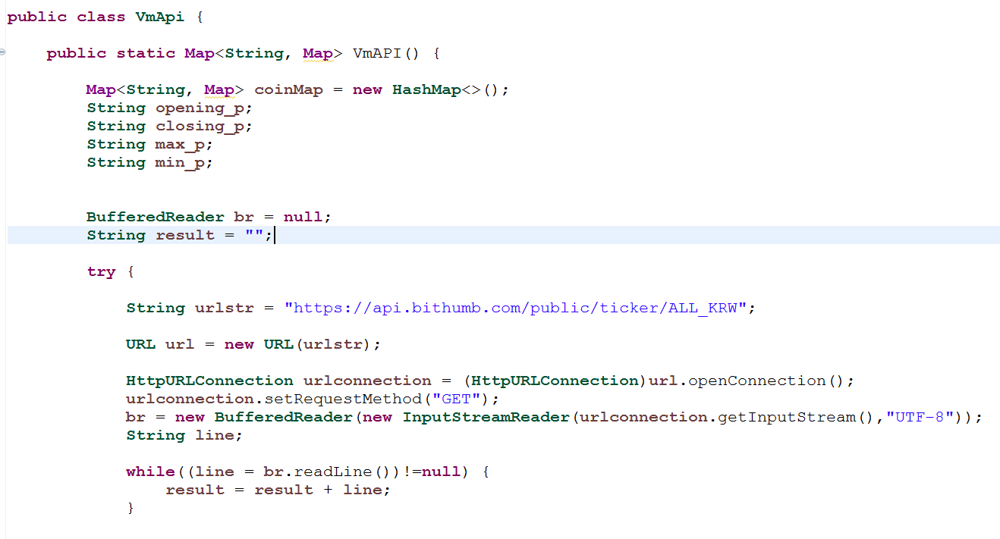 public class VmApi {
public static Map<String, Map> VmAPI() {
Map<String, Map> coinMap = new HashMap<>();
String opening_p;
String closing_p;
String max_p;
String min_p;
BufferedReader br = null;
String result = "";
try {
String urlstr = "https://api.bithumb.com/public/ticker/ALL_KRW";
URL url = new URL(urlstr);
HttpURLConnection urlconnection = (HttpURLConnection)url.openConnection();
urlconnection.setRequestMethod("GET");
br = new BufferedReader(new InputStreamReader(urlconnection.getInputStream(),"UTF-8"));
String line;
while((line = br.readLine())!=null) {
result = result + line;
}